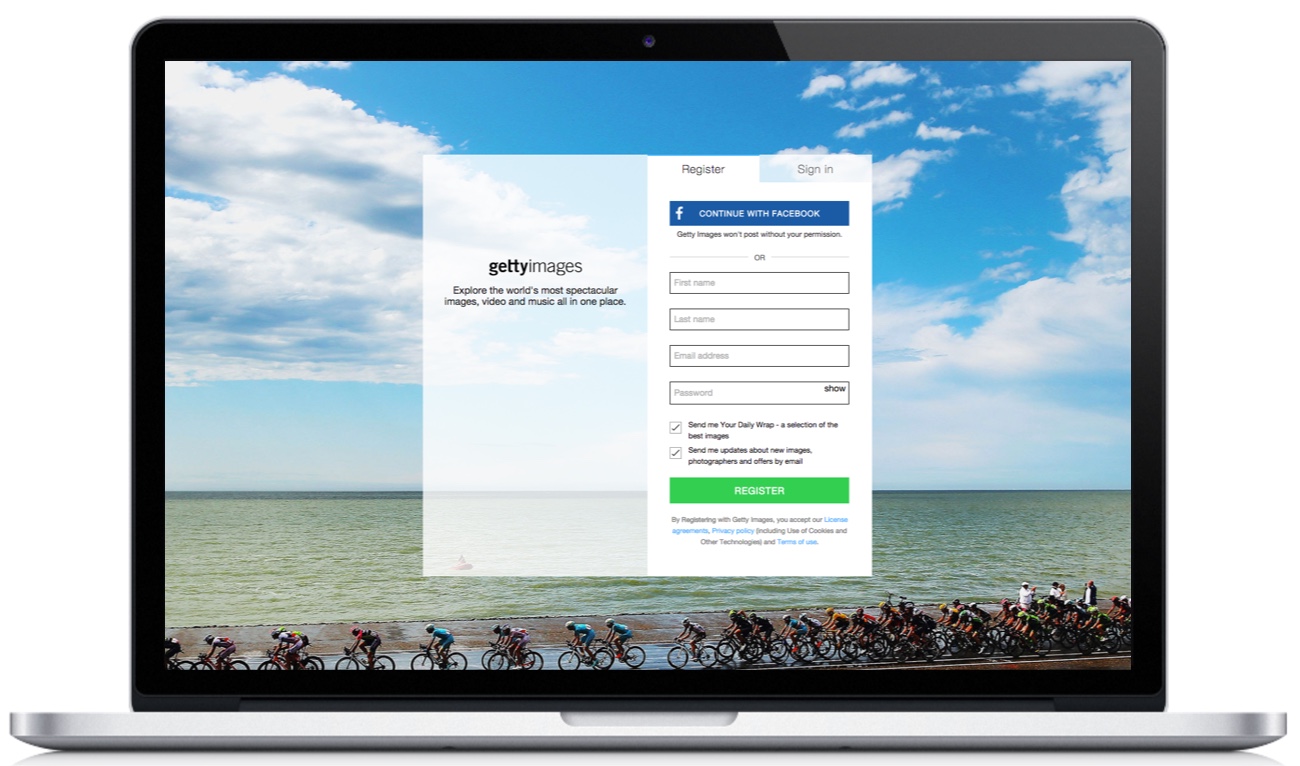 Register
Sign in
f
CONTINUE WITH FACEBOOK
Getty Images won't post without your permission.
OR
gettyimages
Explore the world's most spectacular
images, video and music all in one place.
First name
Last name
Email address
Password
show
Send me Your Daily Wrap - a selection of the
best images
Send me updates about new images,
photographers and offers by email
REGISTER
By Registering with Getty Images, you accept our License
agreements, Privacy policy (including Use of Cookies and
Other Technologies) and Terms of use.